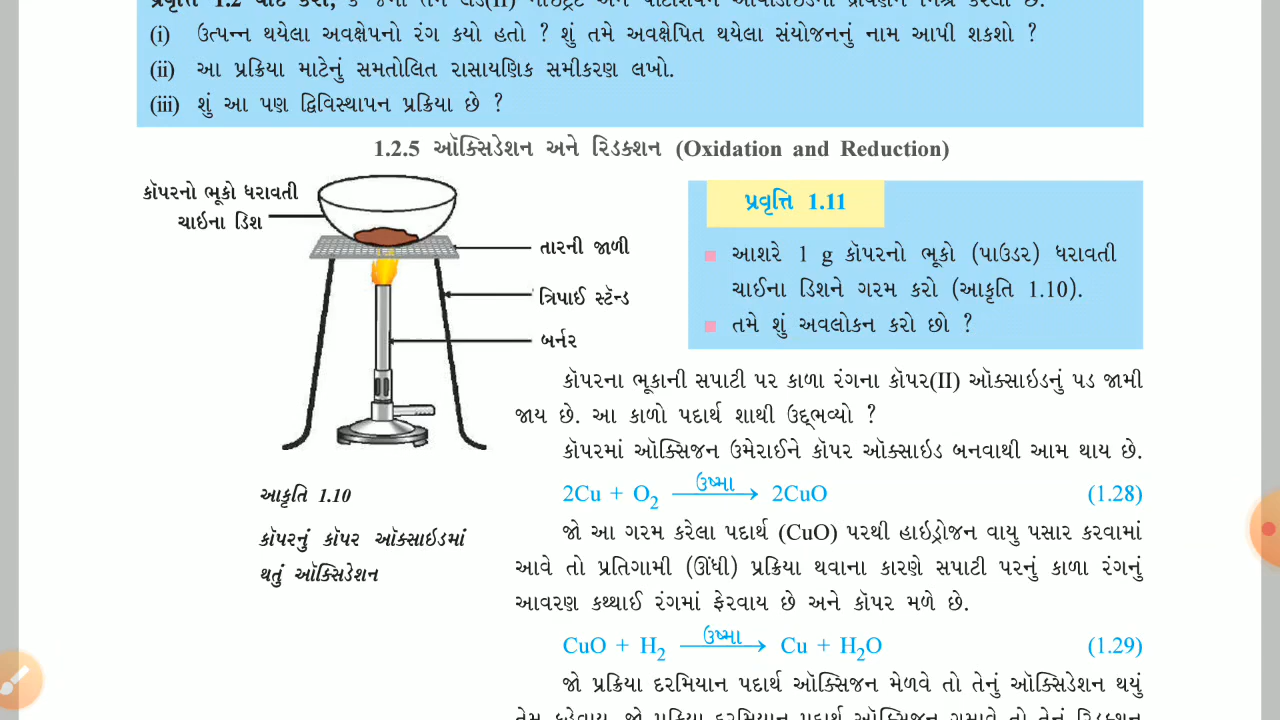 પ્રવૃત્તિ 1.2 યાદ કરો,
(i) ઉત્પન્ન થયેલા અવક્ષેપનો રંગ કયો હતો ? શું તમે અવક્ષેપિત થયેલા સંયોજનનું નામ આપી શકશો ?
(ii) આ પ્રક્રિયા માટેનું સમતોલિત રાસાયણિક સમીકરણ લખો.
(iii) શું આ પણ દ્વિવિસ્થાપન પ્રક્રિયા છે ?
1.2.5 ઑક્સિડેશન અને રિડક્શન (Oxidation and Reduction)
કૉપરનો ભૂકો ધરાવતી
ચાઇના ડિશ
તારની જાળી
ત્રિપાઈ સ્ટૅન્ડ
બર્નર
આકૃતિ 1.10
કૉપરનું કૉપર ઑક્સાઇડમાં
થતું ઑક્સિડેશન
પ્રવૃત્તિ 1.11
આશરે 1 g કૉપરનો ભૂકો (પાઉડર) ધરાવતી
ચાઈના ડિશને ગરમ કરો (આકૃતિ 1.10).
તમે શું અવલોકન કરો છો ?
કૉપરના ભૂકાની સપાટી પર કાળા રંગના કૉપર(II) ઑક્સાઇડનું પડ જામી
જાય છે. આ કાળો પદાર્થ શાથી ઉદ્ભવ્યો ?
કૉપરમાં ઑક્સિજન ઉમેરાઈને કૉપર ઑક્સાઇડ બનવાથી આમ થાય છે.
2Cu + O₂ ઉષ્મા → 2CuO (1.28)
જો આ ગરમ કરેલા પદાર્થ (CuO) પરથી હાઇડ્રોજન વાયુ પસાર કરવામાં
આવે તો પ્રતિગામી (ઊંધી) પ્રક્રિયા થવાના કારણે સપાટી પરનું કાળા રંગનું
આવરણ કથ્થાઈ રંગમાં ફેરવાય છે અને કૉપર મળે છે.
CuO + H₂ ઉષ્મા → Cu + H₂O (1.29)
જો પ્રક્રિયા દરમિયાન પદાર્થ ઑક્સિજન મેળવે તો તેનું ઑક્સિડેશન થયું